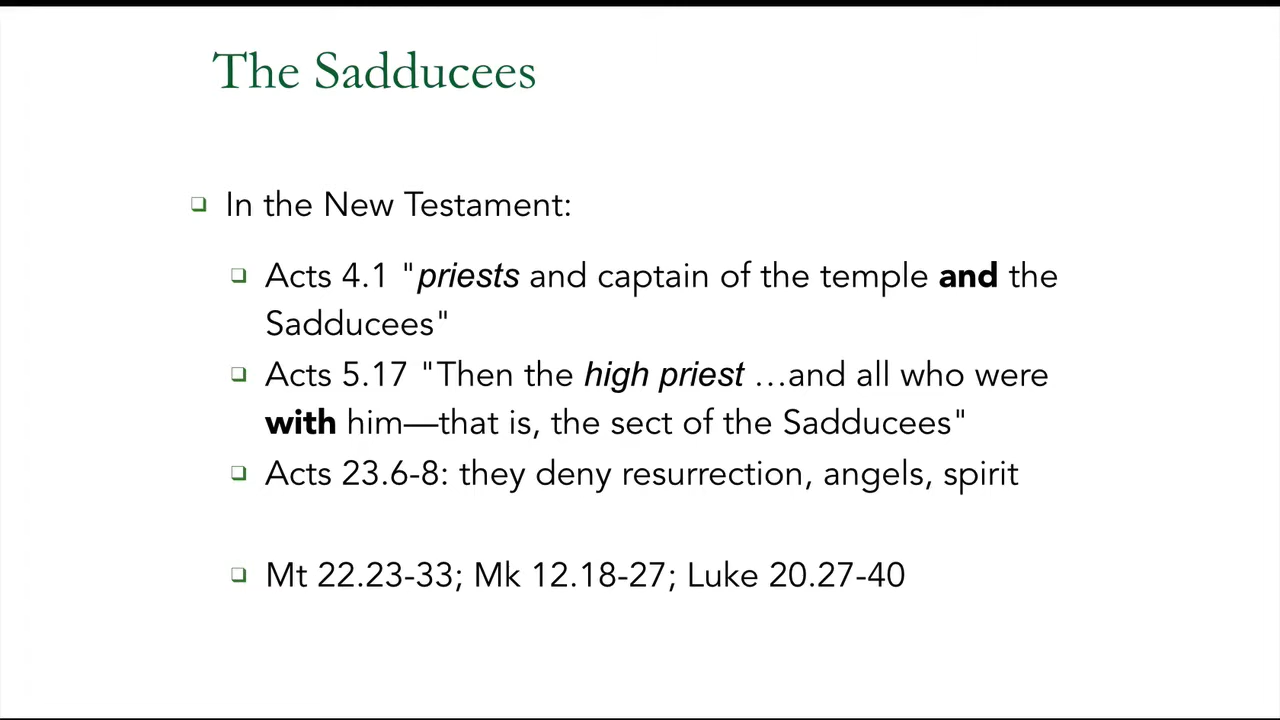 The Sadducees
In the New Testament:
Acts 4.1 "priests and captain of the temple and the
Sadducees"
Acts 5.17 "Then the high priest …and all who were
with him—that is, the sect of the Sadducees"
Acts 23.6-8: they deny resurrection, angels, spirit
Mt 22.23-33; Mk 12.18-27; Luke 20.27-40